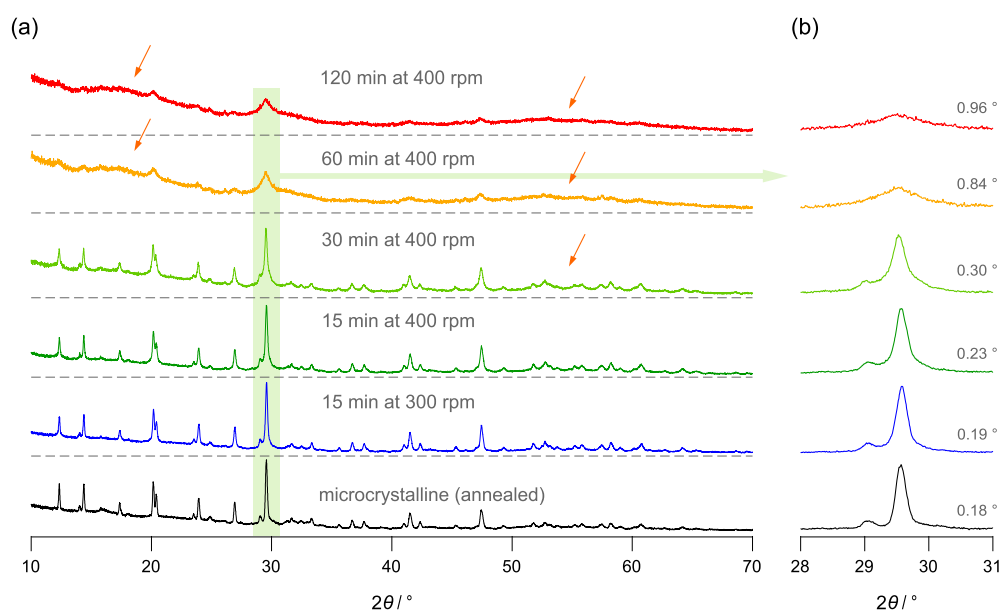 (a)
120 min at 400 rpm
60 min at 400 rpm
30 min at 400 rpm
15 min at 400 rpm
15 min at 300 rpm
microcrystalline (annealed)
10 20 30 40 50 60 70
2θ / °
(b)
0.96 °
0.84 °
0.30 °
0.23 °
0.19 °
0.18 °
28 29 30 31
2θ / °